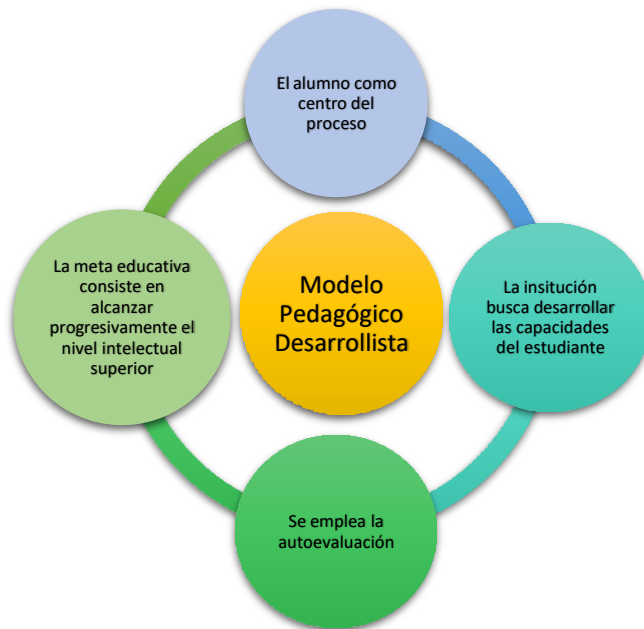 El alumno como
centro del
proceso
La meta educativa
consiste en
alcanzar
progresivamente el
nivel intelectual
superior
Modelo
Pedagógico
Desarrollista
La insitución
busca desarrollar
las capacidades
del estudiante
Se emplea la
autoevaluación